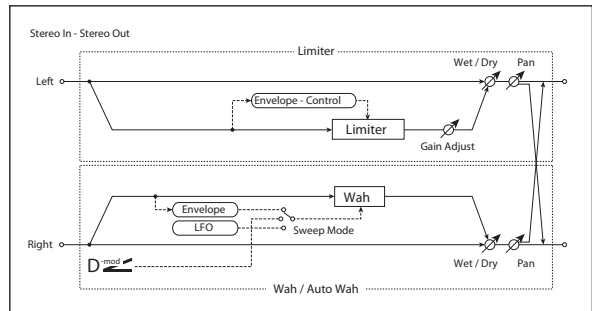 Stereo In - Stereo Out
Limiter
Wet / Dry
Pan
Left
Envelope - Control
Limiter
Gain Adjust
Wah
Envelope
LFO
Sweep Mode
Right
D-mod
Wet / Dry
Pan
Wah / Auto Wah